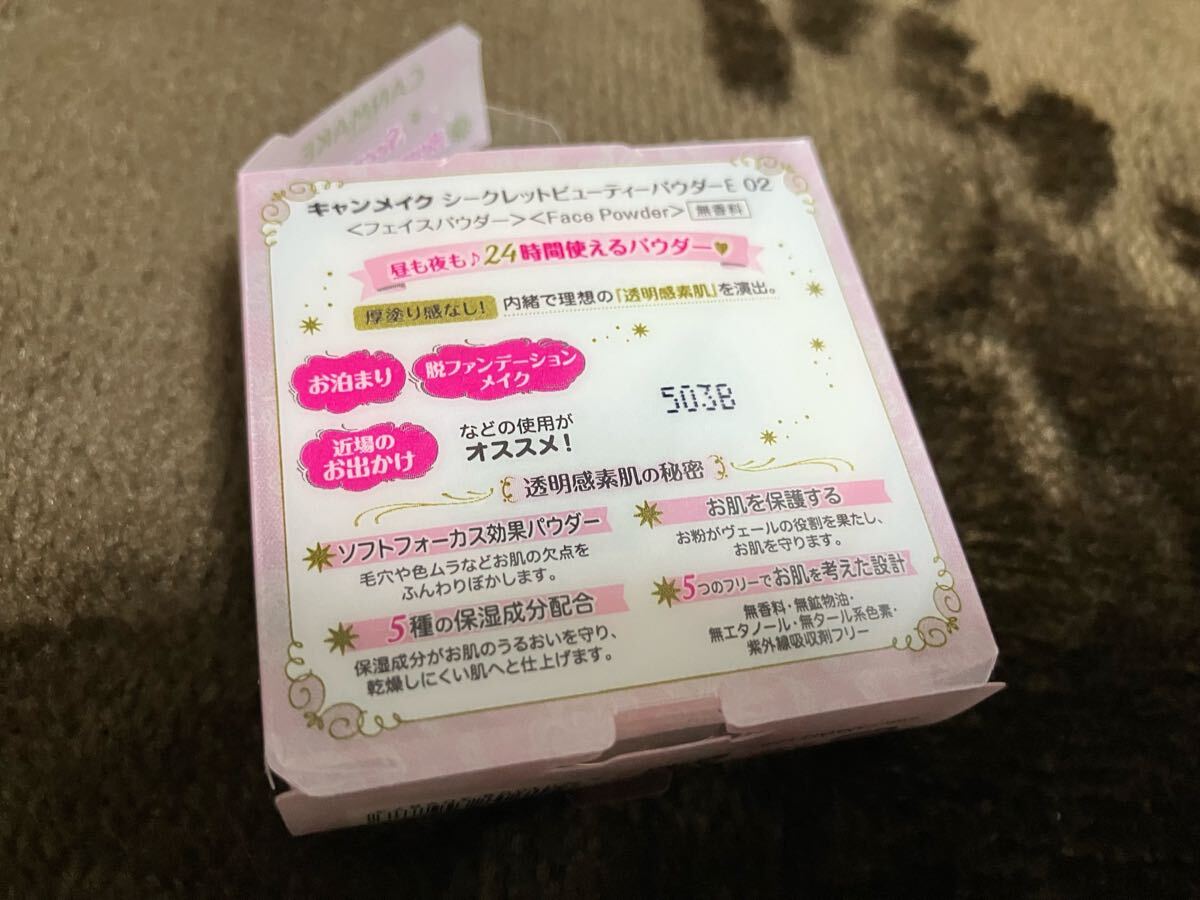 CANMAKE
キャンメイク シークレットビューティーパウダーE 02
<フェイスパウダー><Face Powder> 無香料
昼も夜も♪24時間使えるパウダー
厚塗り感なし! 内緒で理想の「透明感素肌」を演出。
お泊まり
脱ファンデーション
メイク
近場の
お出かけ
などの使用が
オススメ!
503B
透明感素肌の秘密
ソフトフォーカス効果パウダー
毛穴や色ムラなどお肌の欠点を
ふんわりぼかします。
5種の保湿成分配合
保湿成分がお肌のうるおいを守り、
乾燥しにくい肌へと仕上げます。
お肌を保護する
お粉がヴェールの役割を果たし、
お肌を守ります。
5つのフリーでお肌を考えた設計
無香料・無鉱物油・
無エタノール・無タール系色素・
紫外線吸収剤フリー